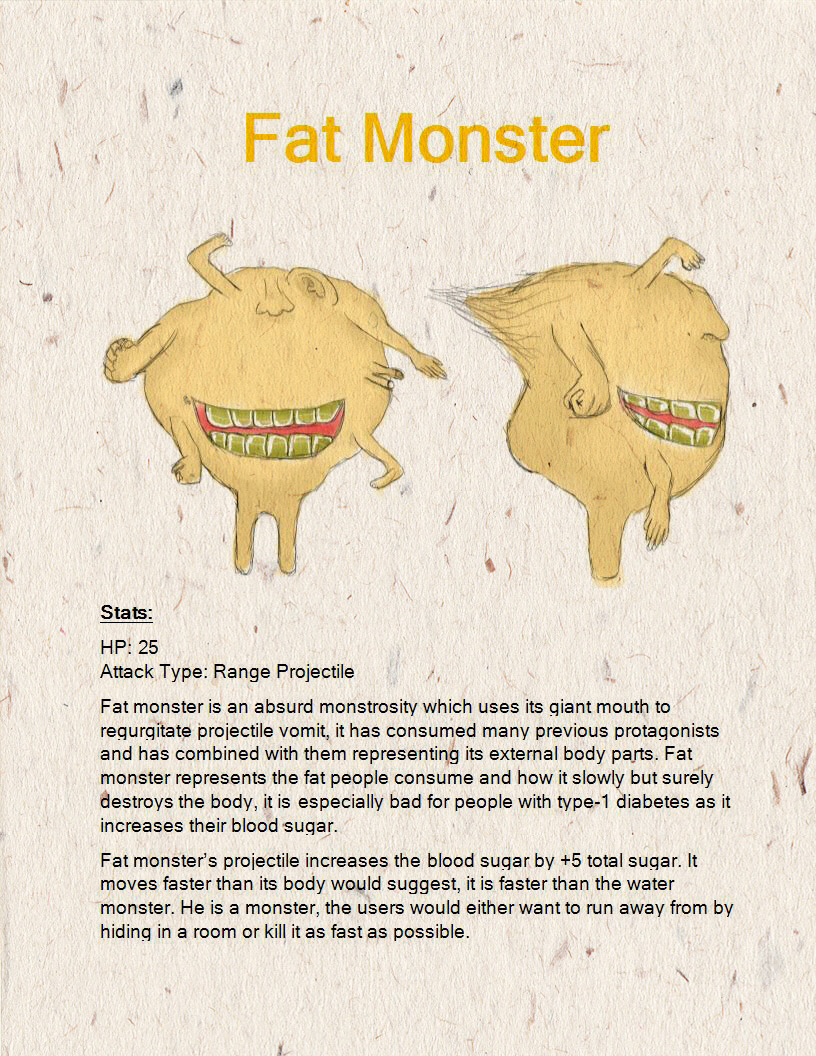 Fat Monster
Stats:
HP: 25
Attack Type: Range Projectile
Fat monster is an absurd monstrosity which uses its giant mouth to
regurgitate projectile vomit, it has consumed many previous protagonists
and has combined with them representing its external body parts. Fat
monster represents the fat people consume and how it slowly but surely
destroys the body, it is especially bad for people with type-1 diabetes as it
increases their blood sugar.
Fat monster’s projectile increases the blood sugar by +5 total sugar. It
moves faster than its body would suggest, it is faster than the water
monster. He is a monster, the users would either want to run away from by
hiding in a room or kill it as fast as possible.